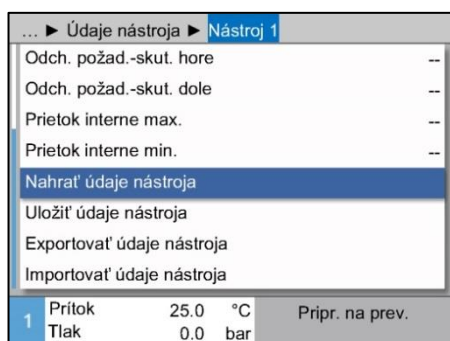 ... ► Údaje nástroja ► Nástroj 1
Odch. požad.-skut. hore --
Odch. požad.-skut. dole --
Prietok interne max. --
Prietok interne min. --
Nahrať údaje nástroja
Uložiť údaje nástroja
Exportovať údaje nástroja
Importovať údaje nástroja
1 Prítok 25.0 °C Pripr. na prev.
Tlak 0.0 bar